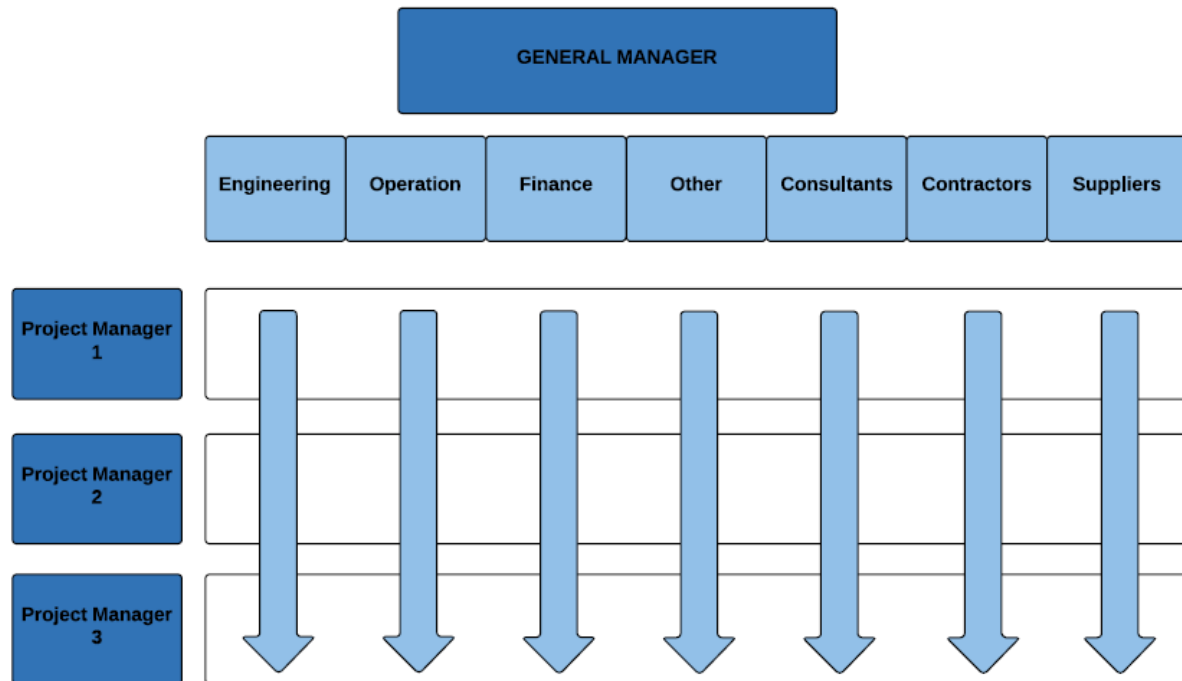 GENERAL MANAGER
Engineering
Operation
Finance
Other
Consultants
Contractors
Suppliers
Project Manager
1
Project Manager
2
Project Manager
3